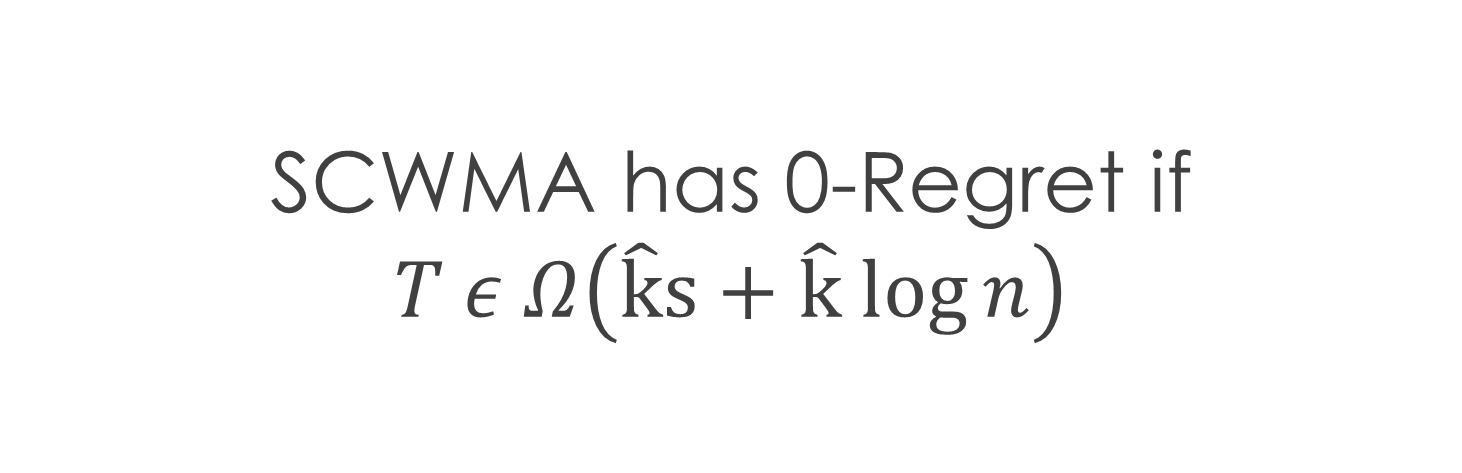 SCWMA has 0-Regret if
𝑇 𝜖 𝛺(k̂s + k̂ log 𝑛)